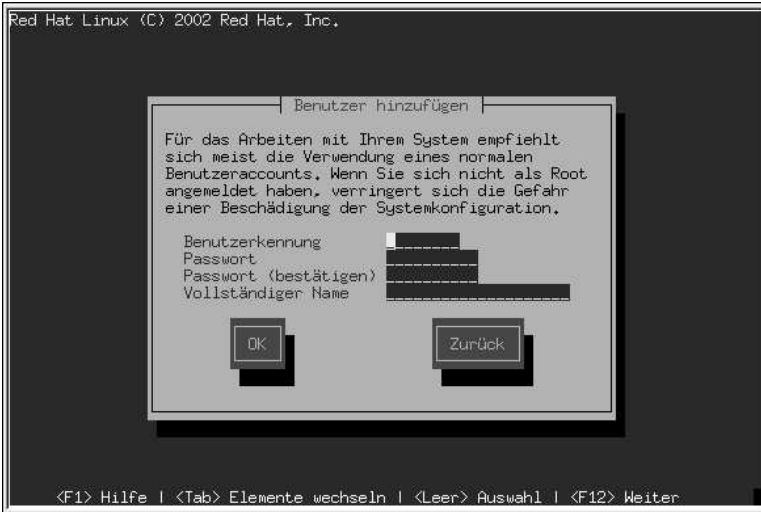 Red Hat Linux (C) 2002 Red Hat, Inc.
Benutzer hinzufügen
Für das Arbeiten mit Ihrem System empfiehlt
sich meist die Verwendung eines normalen
Benutzeraccounts. Wenn Sie sich nicht als Root
angemeldet haben, verringert sich die Gefahr
einer Beschädigung der Systemkonfiguration.
Benutzerkennung
Passwort
Passwort (bestätigen)
Vollständiger Name
OK Zurück
<F1> Hilfe | <Tab> Elemente wechseln | <Leer> Auswahl | <F12> Weiter